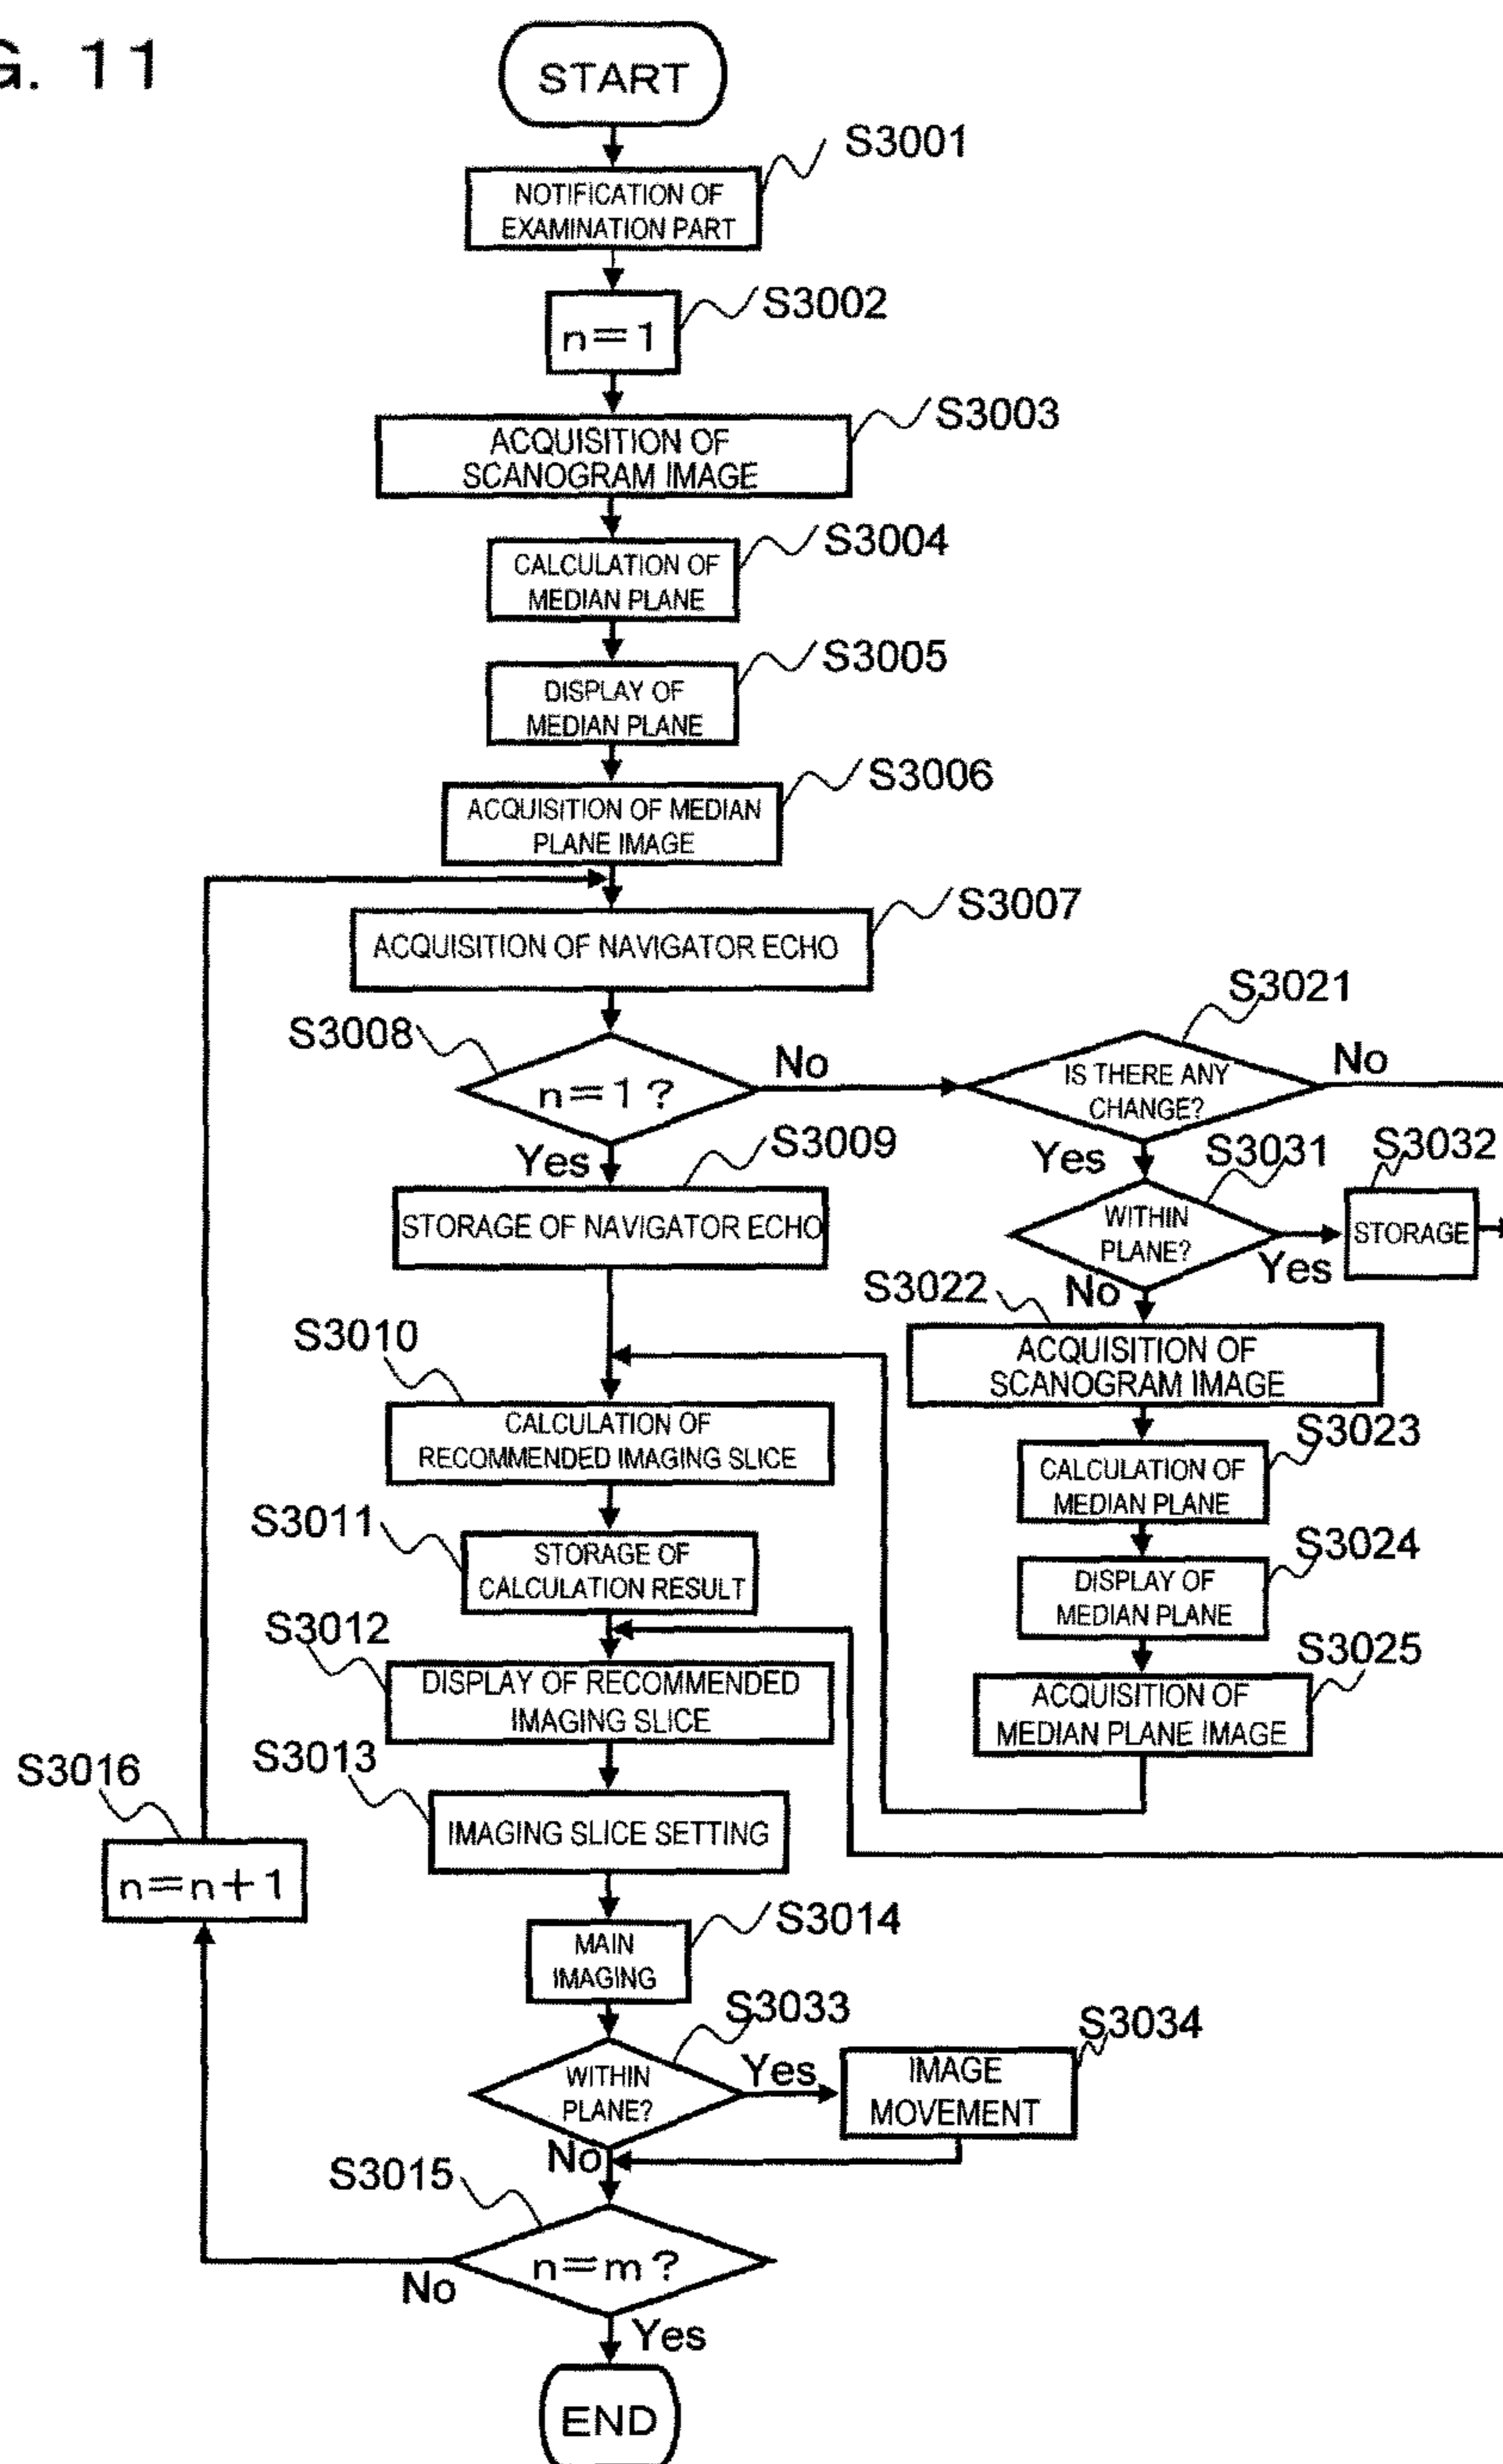 G. 11
START
S3001
NOTIFICATION OF
EXAMINATION PART
S3002
n=1
S3003
ACQUISITION OF
SCANOGRAM IMAGE
S3004
CALCULATION OF
MEDIAN PLANE
S3005
DISPLAY OF
MEDIAN PLANE
S3006
ACQUISITION OF MEDIAN
PLANE IMAGE
S3007
ACQUISITION OF NAVIGATOR ECHO
S3008
n=1?
No
Yes
S3021
IS THERE ANY
CHANGE?
No
Yes
S3009
STORAGE OF NAVIGATOR ECHO
S3031
WITHIN
PLANE?
Yes
No
S3032
STORAGE
S3022
ACQUISITION OF
SCANOGRAM IMAGE
S3010
CALCULATION OF
RECOMMENDED IMAGING SLICE
S3023
CALCULATION OF
MEDIAN PLANE
S3011
STORAGE OF
CALCULATION RESULT
S3024
DISPLAY OF
MEDIAN PLANE
S3012
DISPLAY OF RECOMMENDED
IMAGING SLICE
S3025
ACQUISITION OF
MEDIAN PLANE IMAGE
S3013
IMAGING SLICE SETTING
S3016
n=n+1
S3014
MAIN
IMAGING
S3033
WITHIN
PLANE?
Yes
No
S3034
IMAGE
MOVEMENT
S3015
n=m?
No
Yes
END